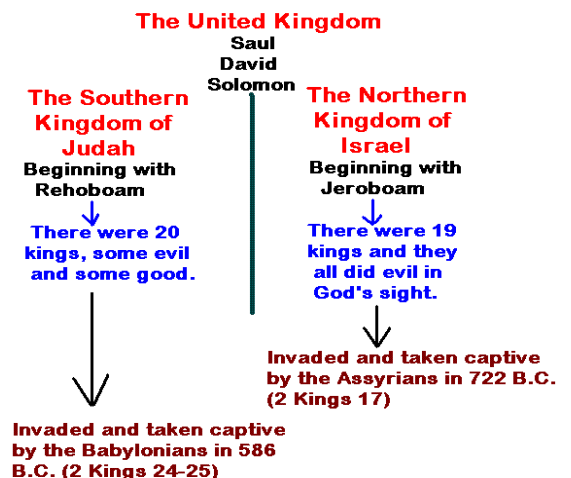 The United Kingdom
Saul
David
Solomon
The Southern
Kingdom of
Judah
Beginning with
Rehoboam
There were 20
kings, some evil
and some good.
Invaded and taken captive
by the Babylonians in 586
B.C. (2 Kings 24-25)
The Northern
Kingdom of
Israel
Beginning with
Jeroboam
There were 19
kings and they
all did evil in
God's sight.
Invaded and taken captive
by the Assyrians in 722 B.C.
(2 Kings 17)